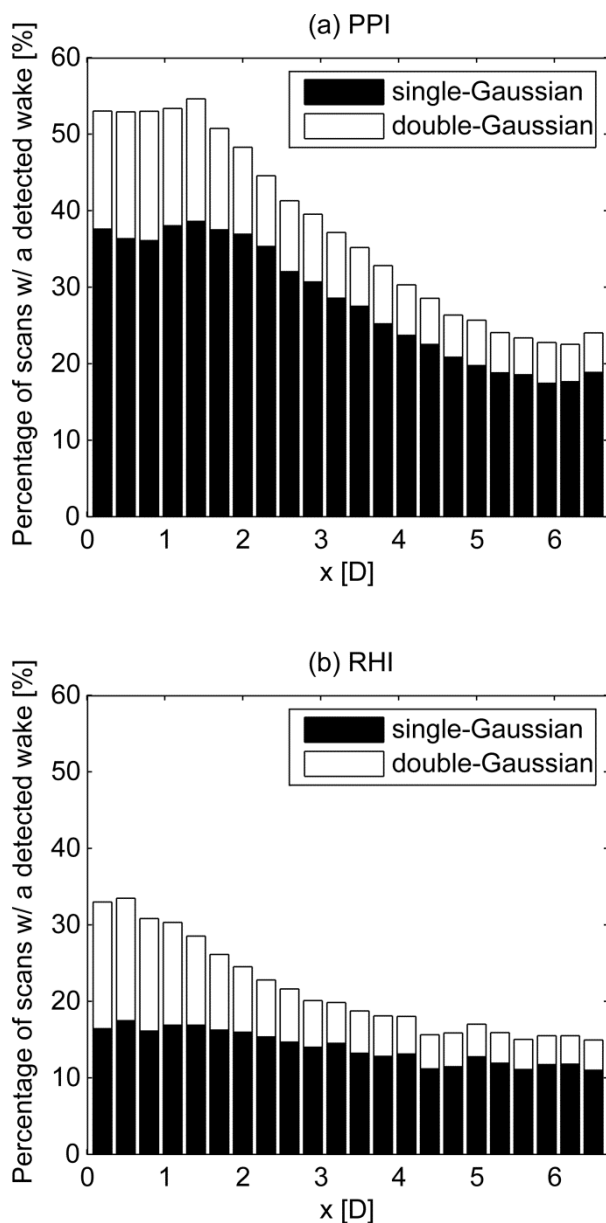 (a) PPI
Percentage of scans w/ a detected wake [%]
60
50
40
30
20
10
0
single-Gaussian
double-Gaussian
0 1 2 3 4 5 6
x [D]
(b) RHI
Percentage of scans w/ a detected wake [%]
60
50
40
30
20
10
0
single-Gaussian
double-Gaussian
0 1 2 3 4 5 6
x [D]